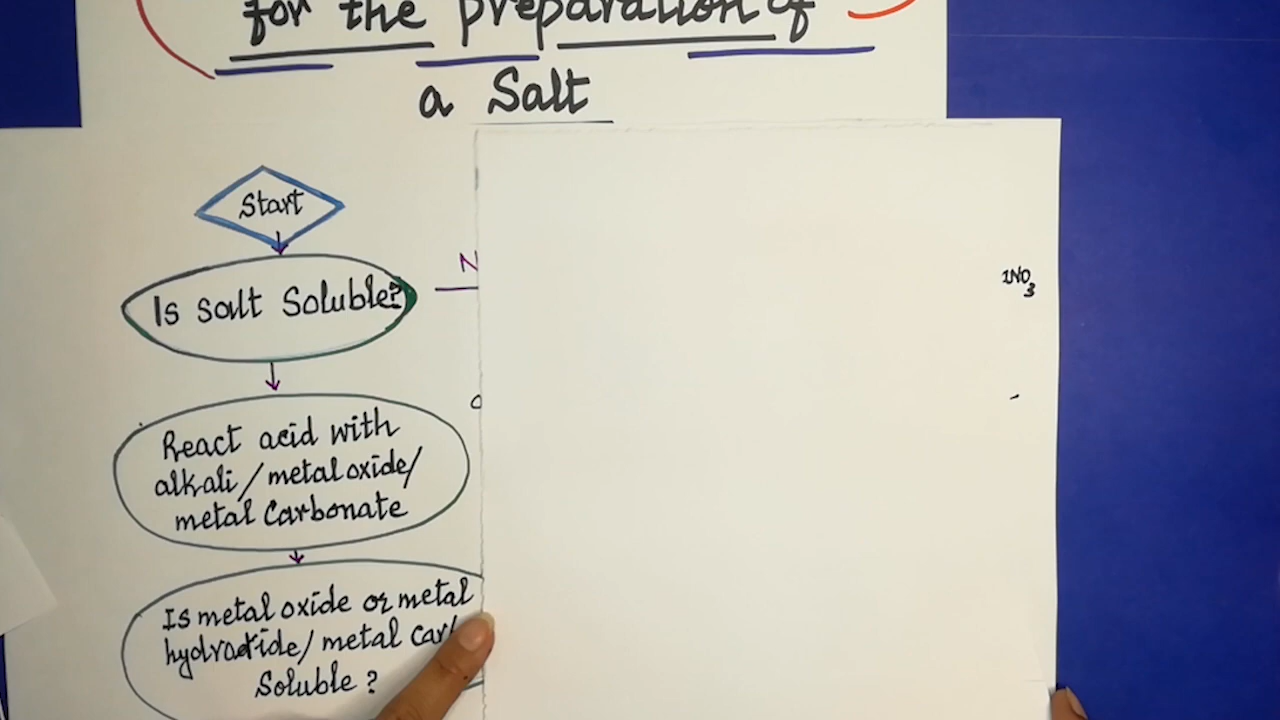 for the preparation of
a Salt
Start
Is salt Soluble?
N
React acid with
alkali/metal oxide/
metal Carbonate
Is metal oxide or metal
hydroxide/metal car
Soluble?